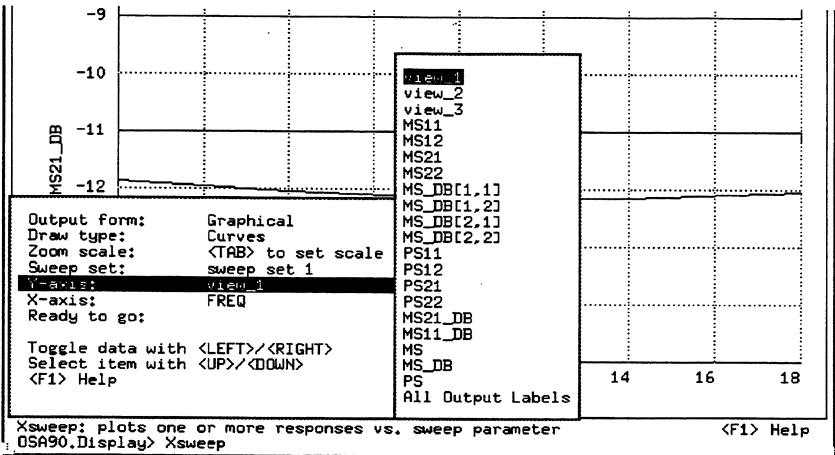 -9
-10
-11
-12
MS21_DB
view_1
view_2
view_3
MS11
MS12
MS21
MS22
MS_DB[1,1]
MS_DB[1,2]
MS_DB[2,1]
MS_DB[2,2]
PS11
PS12
PS21
PS22
MS21_DB
MS11_DB
MS
MS_DB
PS
All Output Labels
Output form: Graphical
Draw type: Curves
Zoom scale: <TAB> to set scale
Sweep set: sweep set 1
Y-axis: view_1
X-axis: FREQ
Ready to go:
Toggle data with <LEFT>/<RIGHT>
Select item with <UP>/<DOWN>
<F1> Help
14 16 18
Xsweep: plots one or more responses vs. sweep parameter <F1> Help
OSA90.Display> Xsweep